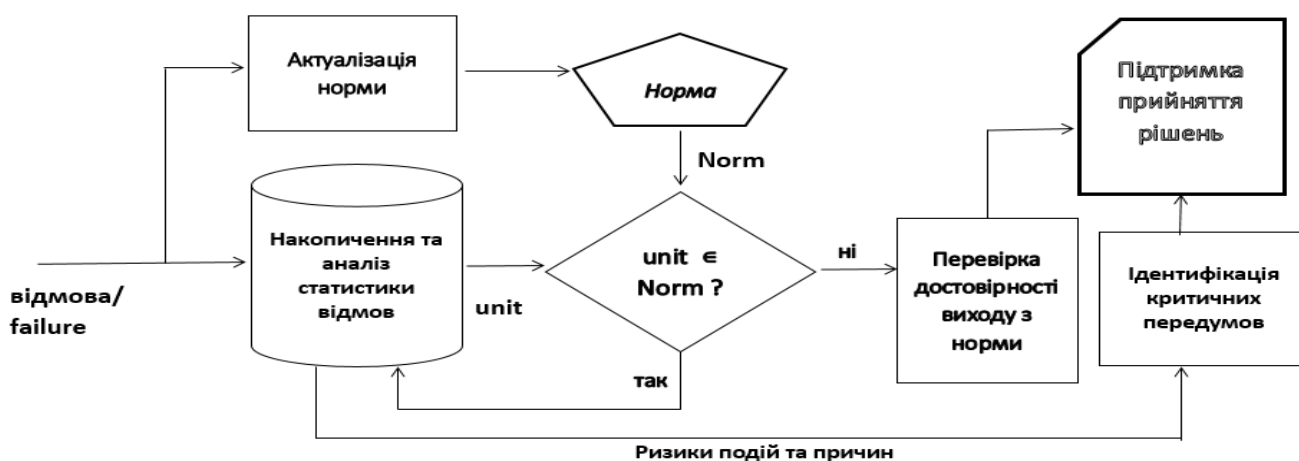 Актуалізація
норми
Норма
Підтримка
прийняття
рішень
Norm
відмова/
failure
Накопичення та
аналіз
статистики
відмов
unit
unit ∈
Norm ?
ні
так
Перевірка
достовірності
виходу з
норми
Ідентифікація
критичних
передумов
Ризики подій та причин